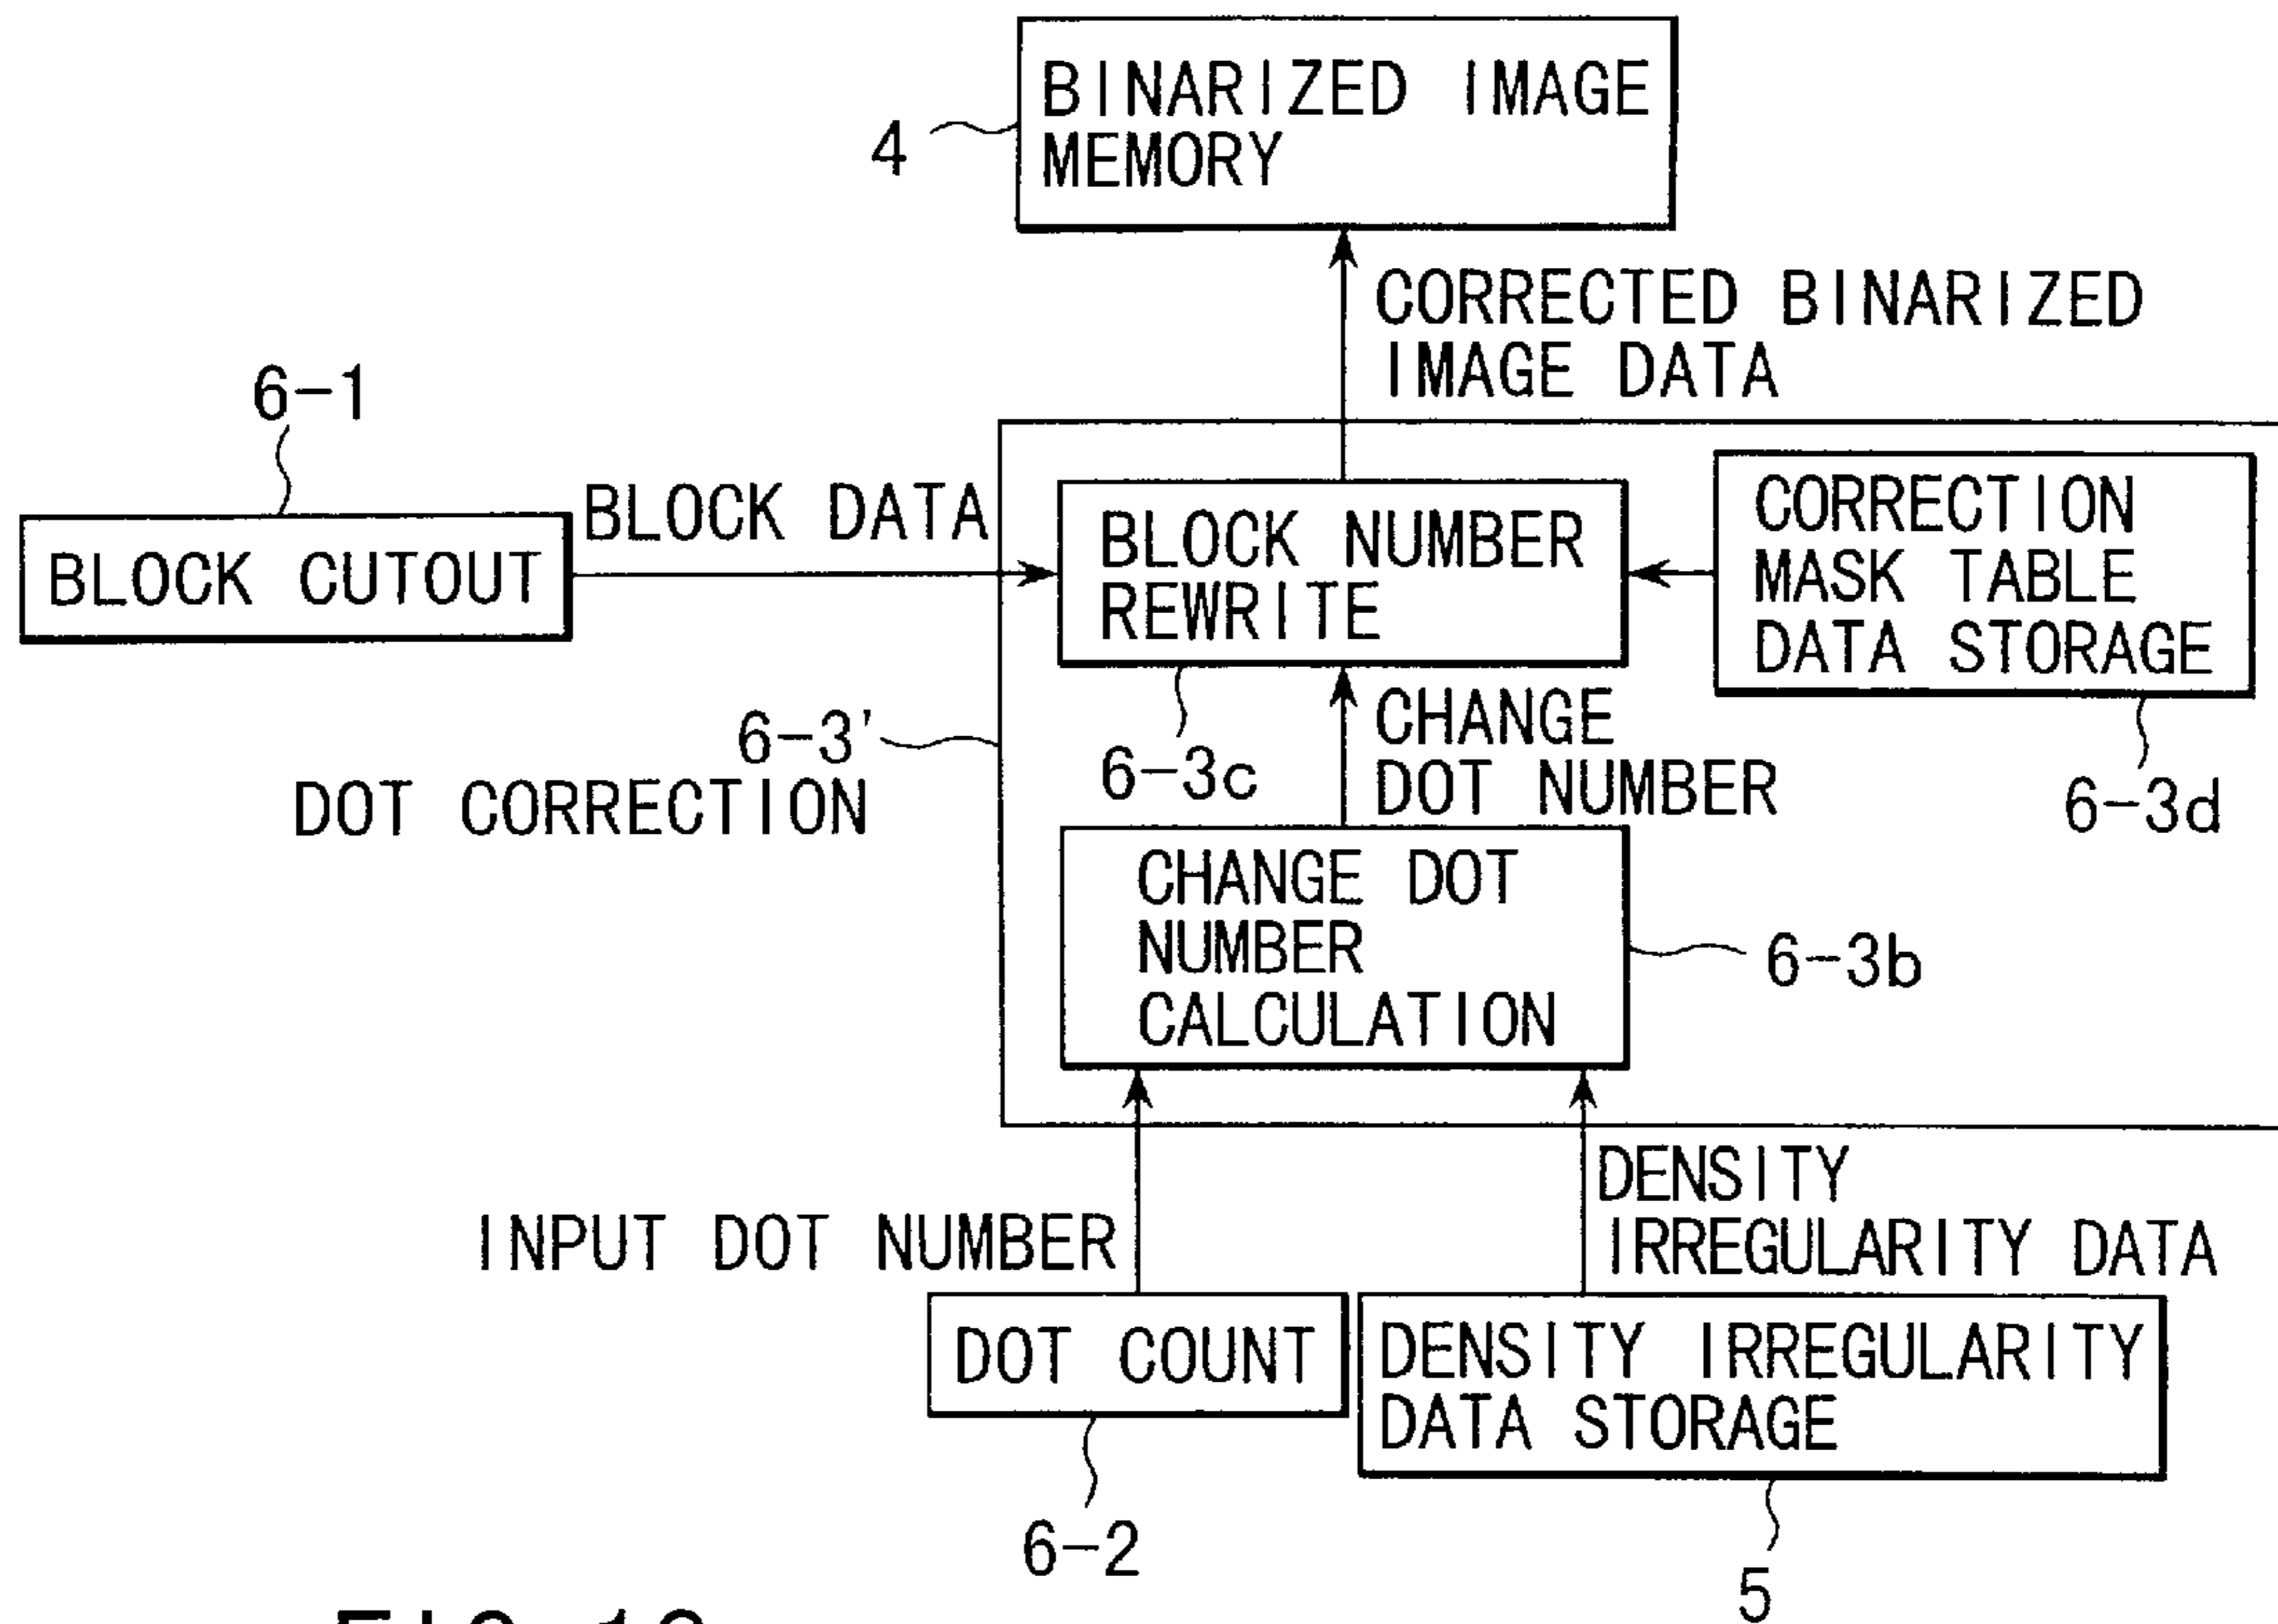 BINARIZED IMAGE
MEMORY
4
CORRECTED BINARIZED
IMAGE DATA
6-1
BLOCK DATA
BLOCK CUTOUT
BLOCK NUMBER
REWRITE
CORRECTION
MASK TABLE
DATA STORAGE
6-3'
DOT CORRECTION
6-3c
CHANGE
DOT NUMBER
6-3d
CHANGE DOT
NUMBER
CALCULATION
6-3b
INPUT DOT NUMBER
DENSITY
IRREGULARITY DATA
DOT COUNT
DENSITY IRREGULARITY
DATA STORAGE
6-2
5